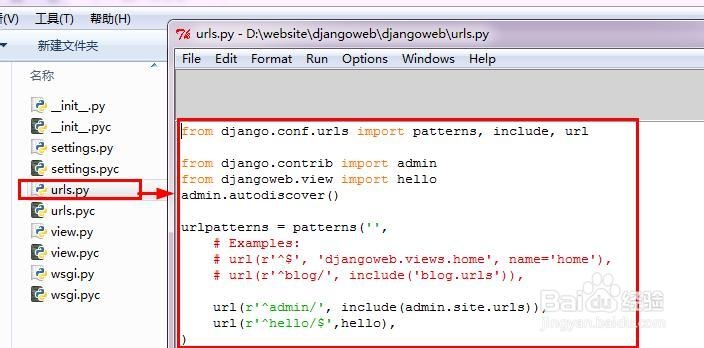 (V) 工具(T) 帮助(H)
新建文件夹
名称
__init__.py
__init__.pyc
settings.py
settings.pyc
urls.py
urls.pyc
view.py
view.pyc
wsgi.py
wsgi.pyc
urls.py - D:\website\djangoweb\djangoweb\urls.py
File Edit Format Run Options Windows Help
from django.conf.urls import patterns, include, url
from django.contrib import admin
from djangoweb.view import hello
admin.autodiscover()
urlpatterns = patterns('',
# Examples:
# url(r'^$', 'djangoweb.views.home', name='home'),
# url(r'^blog/', include('blog.urls')),
url(r'^admin/', include(admin.site.urls)),
url(r'^hello/$',hello),
)
Baidu 经验
jingyan.baidu.com